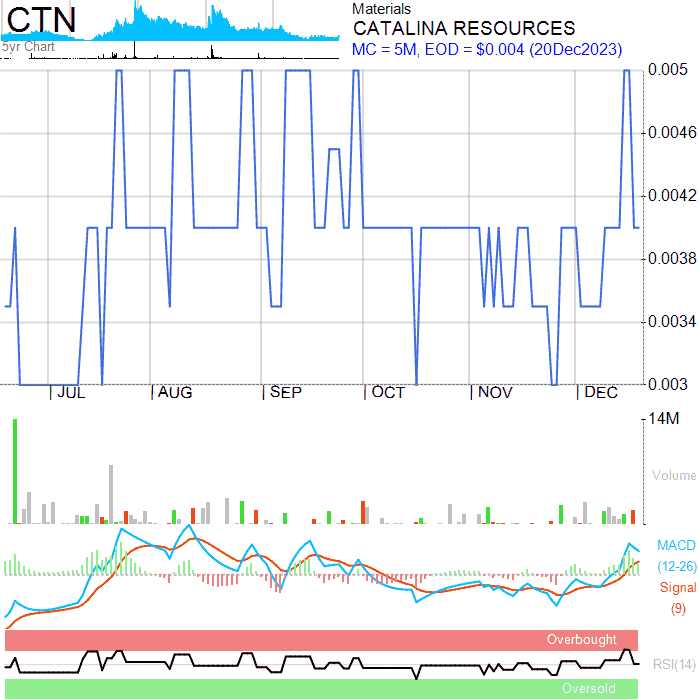 CTN
5yr Chart
Materials
CATALINA RESOURCES
MC = 5M, EOD = $0.004 (20Dec2023)
0.005
0.0046
0.0042
0.0038
0.0034
0.003
JUL AUG SEP OCT NOV DEC
14M
Volume
MACD
(12-26)
Signal
(9)
Overbought
RSI(14)
Oversold